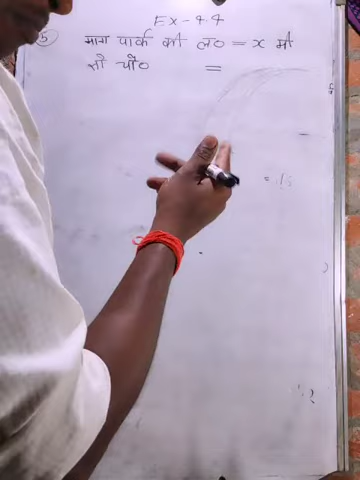 Ex-4.4
5 माना पार्क की ल० = x मी
तो चौ० =